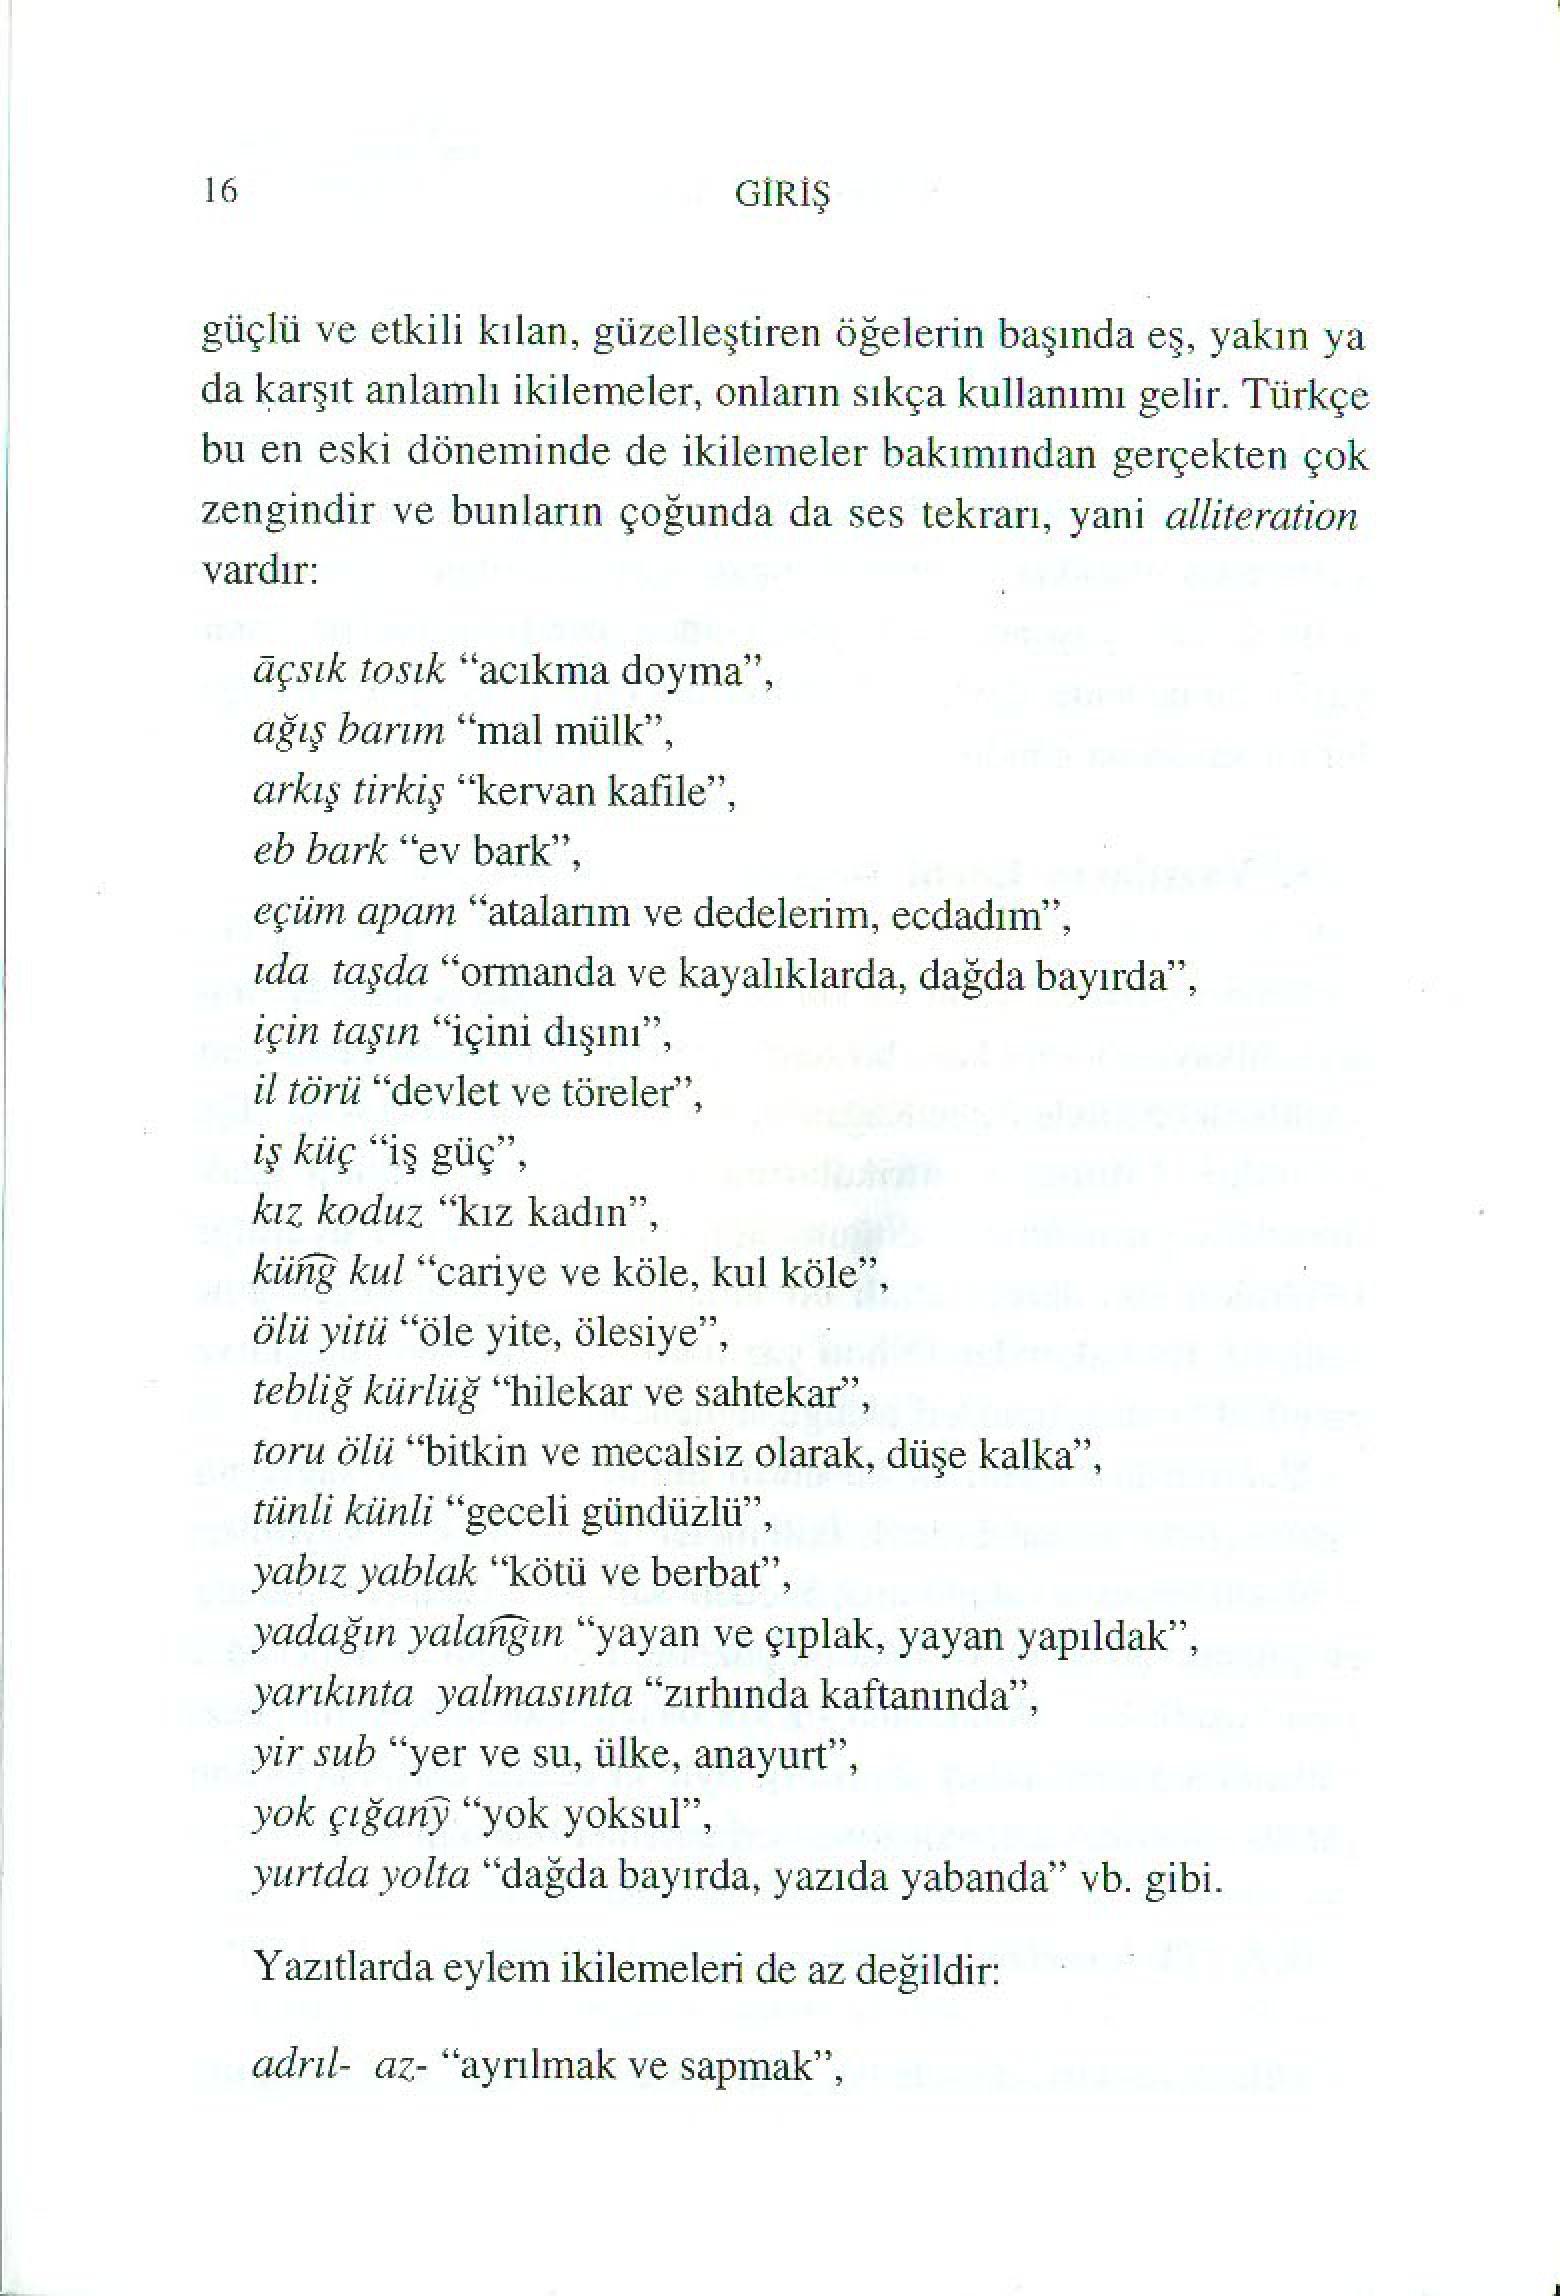 16 GİRİŞ
güçlü ve etkili kılan, güzelleştiren öğelerin başında eş, yakın ya
da karşıt anlamlı ikilemeler, onların sıkça kullanımı gelir. Türkçe
bu en eski döneminde de ikilemeler bakımından gerçekten çok
zengindir ve bunların çoğunda da ses tekrarı, yani alliteration
vardır:
āçsık tosık “acıkma doyma”,
ağış barım “mal mülk”,
arkış tirkiş “kervan kafile”,
eb bark “ev bark”,
eçüm apam “atalarım ve dedelerim, ecdadım”,
ıda taşda “ormanda ve kayalıklarda, dağda bayırda”,
için taşın “içini dışını”,
il törü “devlet ve töreler”,
iş küç “iş güç”,
kız koduz “kız kadın”,
kün͡g kul “cariye ve köle, kul köle”,
ölü yitü “öle yite, ölesiye”,
tebliğ kürlüğ “hilekar ve sahtekar”,
toru ölü “bitkin ve mecalsiz olarak, düşe kalka”,
tünli künli “geceli gündüzlü”,
yabız yablak “kötü ve berbat”,
yadağın yalan͡gın “yayan ve çıplak, yayan yapıldak”,
yarıkınta yalmasınta “zırhında kaftanında”,
yir sub “yer ve su, ülke, anayurt”,
yok çığan͡y “yok yoksul”,
yurtda yolta “dağda bayırda, yazıda yabanda” vb. gibi.
Yazıtlarda eylem ikilemeleri de az değildir:
adrıl- az- “ayrılmak ve sapmak”,